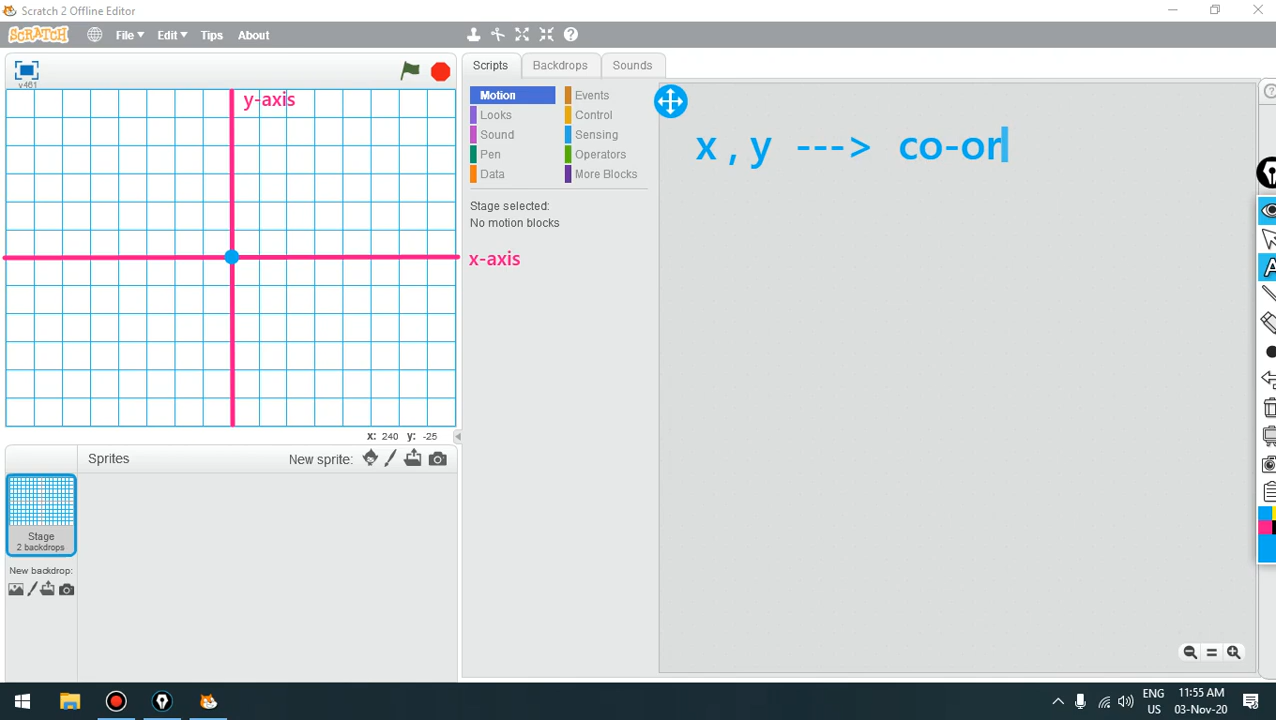 Scratch 2 Offline Editor
SCRATCH File Edit Tips About
v461
Scripts Backdrops Sounds
y-axis
Motion Events
Looks Control
Sound Sensing
Pen Operators
Data More Blocks
Stage selected:
No motion blocks
x , y ---> co-or
x-axis
x: 240 y: -25
Sprites New sprite:
Stage
2 backdrops
New backdrop:
ENG
US
11:55 AM
03-Nov-20